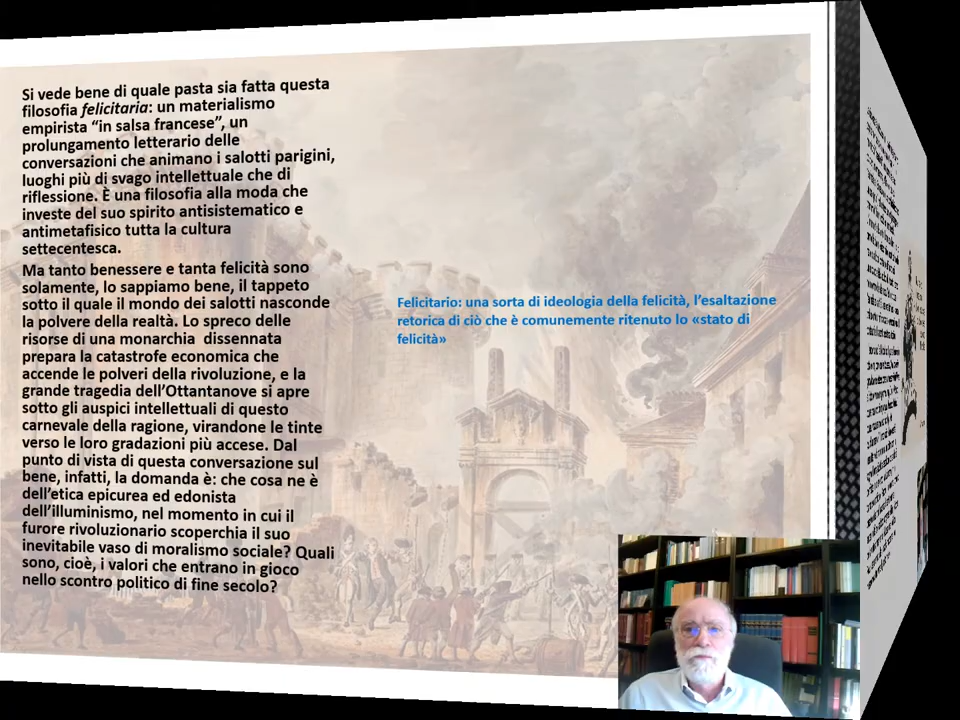 Si vede bene di quale pasta sia fatta questa
filosofia felicitaria: un materialismo
empirista “in salsa francese”, un
prolungamento letterario delle
conversazioni che animano i salotti parigini,
luoghi più di svago intellettuale che di
riflessione. È una filosofia alla moda che
investe del suo spirito antisistematico e
antimetafisico tutta la cultura
settecentesca.
Ma tanto benessere e tanta felicità sono
solamente, lo sappiamo bene, il tappeto
sotto il quale il mondo dei salotti nasconde
la polvere della realtà. Lo spreco delle
risorse di una monarchia dissennata
prepara la catastrofe economica che
accende le polveri della rivoluzione, e la
grande tragedia dell’Ottantanove si apre
sotto gli auspici intellettuali di questo
carnevale della ragione, virandone le tinte
verso le loro gradazioni più accese. Dal
punto di vista di questa conversazione sul
bene, infatti, la domanda è: che cosa ne è
dell’etica epicurea ed edonista
dell’illuminismo, nel momento in cui il
furore rivoluzionario scoperchia il suo
inevitabile vaso di moralismo sociale? Quali
sono, cioè, i valori che entrano in gioco
nello scontro politico di fine secolo?
Felicitario: una sorta di ideologia della felicità, l’esaltazione
retorica di ciò che è comunemente ritenuto lo «stato di
felicità»